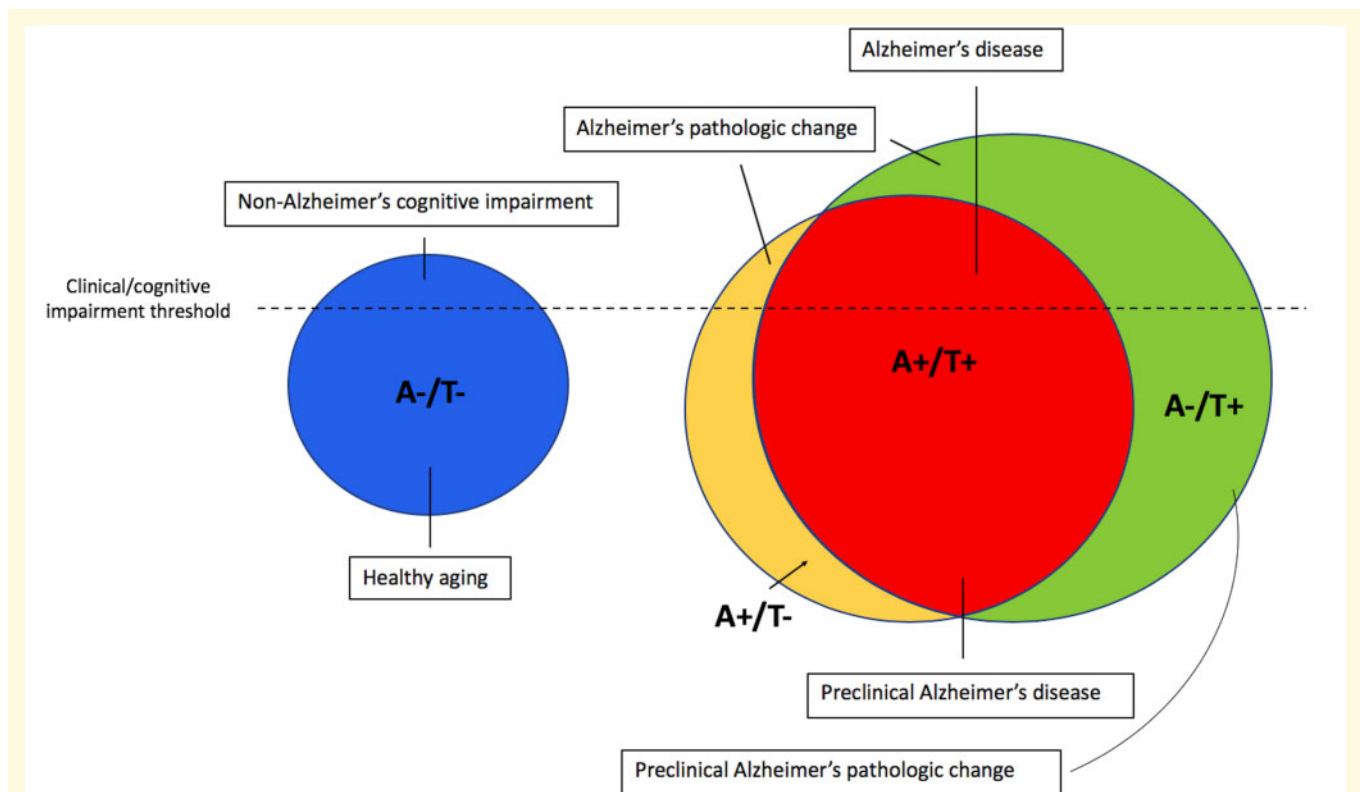 Alzheimer's disease
Alzheimer's pathologic change
Non-Alzheimer's cognitive impairment
Clinical/cognitive
impairment threshold
A+/T+
A-/T-
A-/T+
Healthy aging
A+/T-
Preclinical Alzheimer's disease
Preclinical Alzheimer's pathologic change